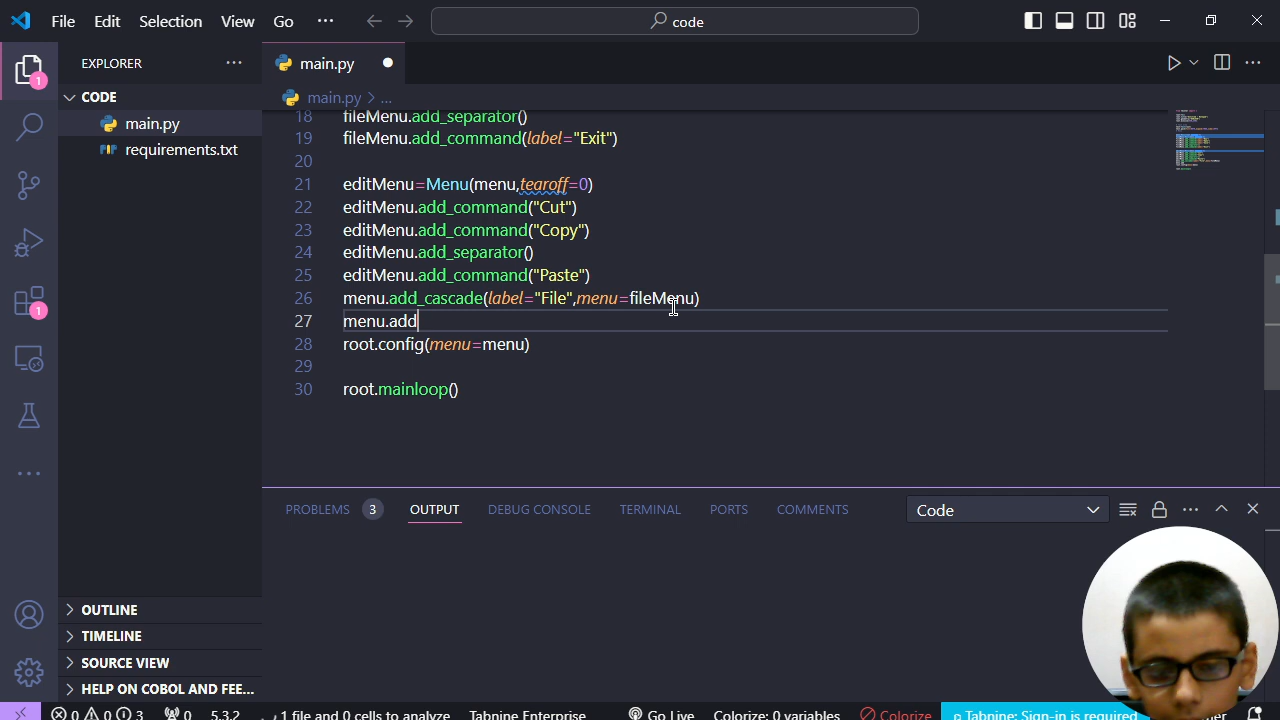 File Edit Selection View Go ··· code
EXPLORER ···
main.py
CODE
main.py > ...
main.py
requirements.txt
18 fileMenu.add_separator()
19 fileMenu.add_command(label="Exit")
20
21 editMenu=Menu(menu,tearoff=0)
22 editMenu.add_command("Cut")
23 editMenu.add_command("Copy")
24 editMenu.add_separator()
25 editMenu.add_command("Paste")
26 menu.add_cascade(label="File",menu=fileMenu)
27 menu.add
28 root.config(menu=menu)
29
30 root.mainloop()
1
1
PROBLEMS 3 OUTPUT DEBUG CONSOLE TERMINAL PORTS COMMENTS Code
OUTLINE
TIMELINE
SOURCE VIEW
HELP ON COBOL AND FEE...
0 0 3 0 5.3.2 1 file and 0 cells to analyze Tabnine Enterprise Go Live Colorize: 0 variables Colorize Tabnine: Sign-in is required